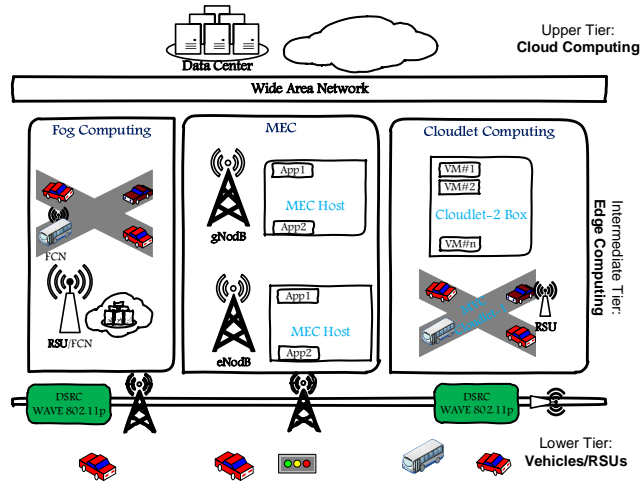 Upper Tier:
Cloud Computing
Data Center
Wide Area Network
Fog Computing
FCN
RSU/FCN
MEC
App1
MEC Host
App2
gNodB
App1
MEC Host
App2
eNodB
Cloudlet Computing
VM#1
VM#2
Cloudlet-2 Box
VM#n
RSU
Intermediate Tier:
Edge Computing
DSRC
WAVE 802.11p
DSRC
WAVE 802.11p
Lower Tier:
Vehicles/RSUs